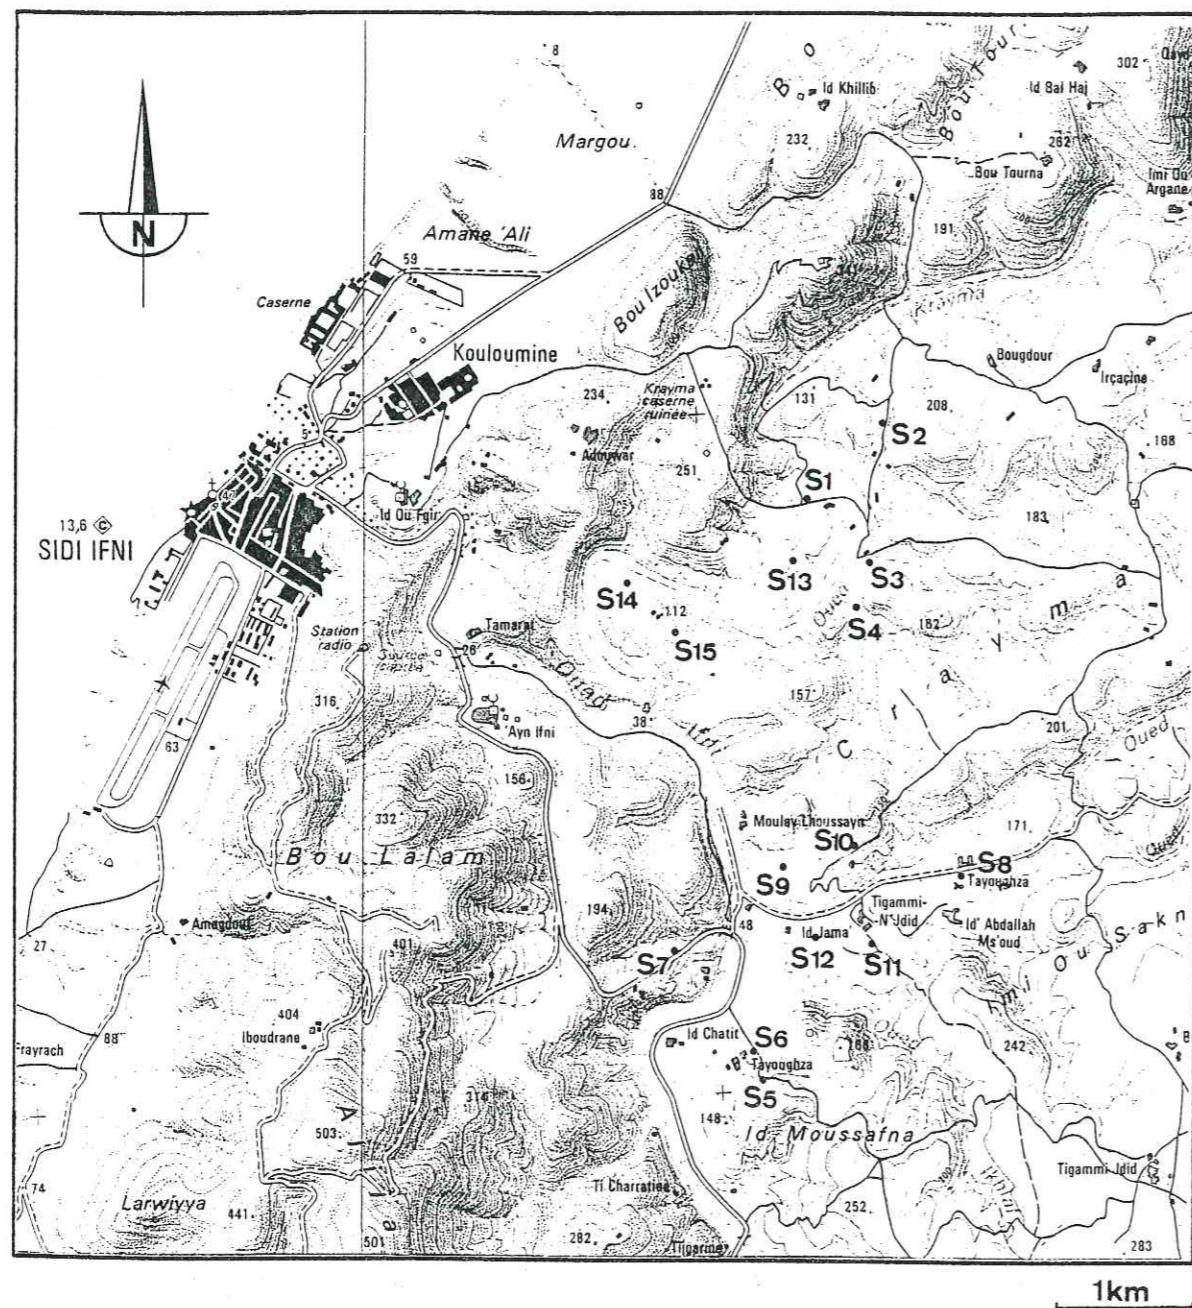 8
Margou
Id Khillib
232
302
Id Bal Haj
262
Bou Tourna
Imi Ou
Argane
88
191
Amane 'Ali
59
Caserne
Bou Izouka
Krayma
Kouloumine
N
234
Krayma
caserne
ruinée
131
208
Bougdour
Irçaçine
168
Adouwar
251
S2
S1
183
Id Ou Fgir
13,6 C
SIDI IFNI
S13
S3
S14
112
Oued
S4
162
S15
Tamarat
Station
radio
26
Oued
Ifni
38
157
C r a y m a
201
Oued
316
'Ayn Ifni
63
156
332
Moulay Lhoussayn
S10
171
Bou Lalam
S9
S8
Tayoughza
Tigammi-
N'Jdid
Id' Abdallah
Ms'oud
Amagdouf
194
48
Id Jama'
27
401
S7
S12
S11
Ou Sakn
404
Iboudrane
88
Frayrach
Id Chatit
S6
Tayoughza
242
S5
314
148
Id Moussafna
503
A
Tigammi Jdid
74
Larwiyya
Ti Charratine
441
501
282
252
283
1km